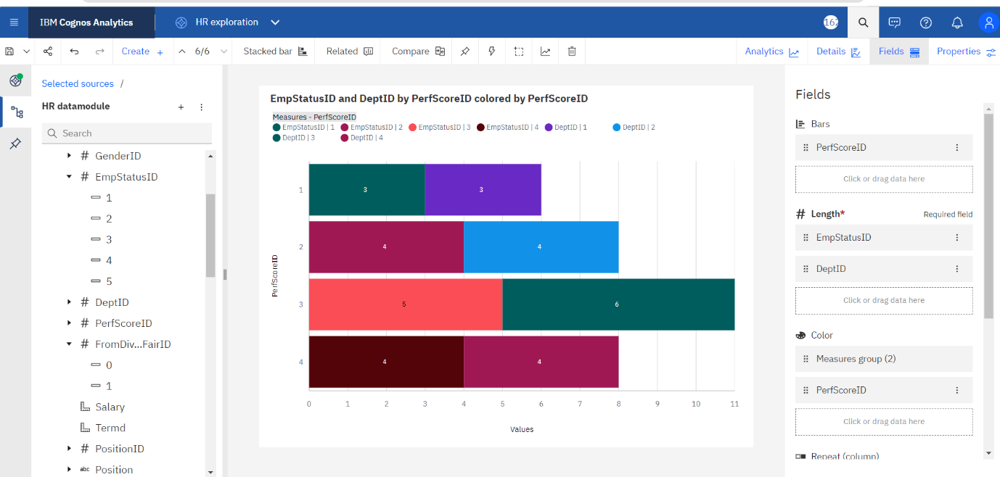 IBM Cognos Analytics
HR exploration
162
Create +
6/6
Stacked bar
Related
Compare
Analytics
Details
Fields
Properties
Selected sources /
HR datamodule
Search
# GenderID
# EmpStatusID
1
2
3
4
5
# DeptID
# PerfScoreID
# FromDiv...FairID
0
1
Salary
Termd
# PositionID
abc Position
EmpStatusID and DeptID by PerfScoreID colored by PerfScoreID
Measures - PerfScoreID
EmpStatusID | 1 EmpStatusID | 2 EmpStatusID | 3 EmpStatusID | 4 DeptID | 1 DeptID | 2
DeptID | 3 DeptID | 4
PerfScoreID
1 3 3
2 4 4
3 5 6
4 4 4
0 1 2 3 4 5 6 7 8 9 10 11
Values
Fields
Bars
PerfScoreID
Click or drag data here
# Length* Required field
EmpStatusID
DeptID
Click or drag data here
Color
Measures group (2)
PerfScoreID
Click or drag data here
Repeat (column)